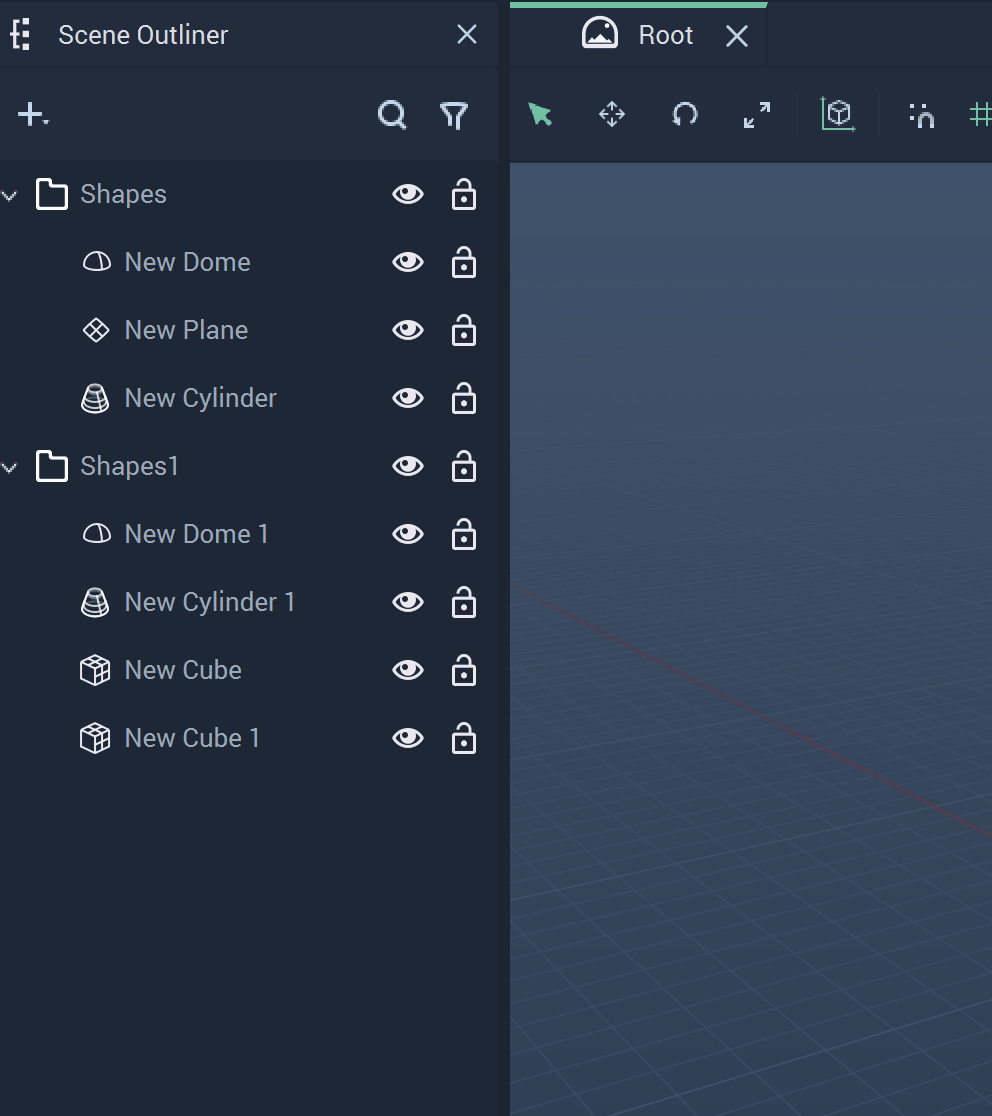 Scene Outliner
Root
Shapes
New Dome
New Plane
New Cylinder
Shapes1
New Dome 1
New Cylinder 1
New Cube
New Cube 1